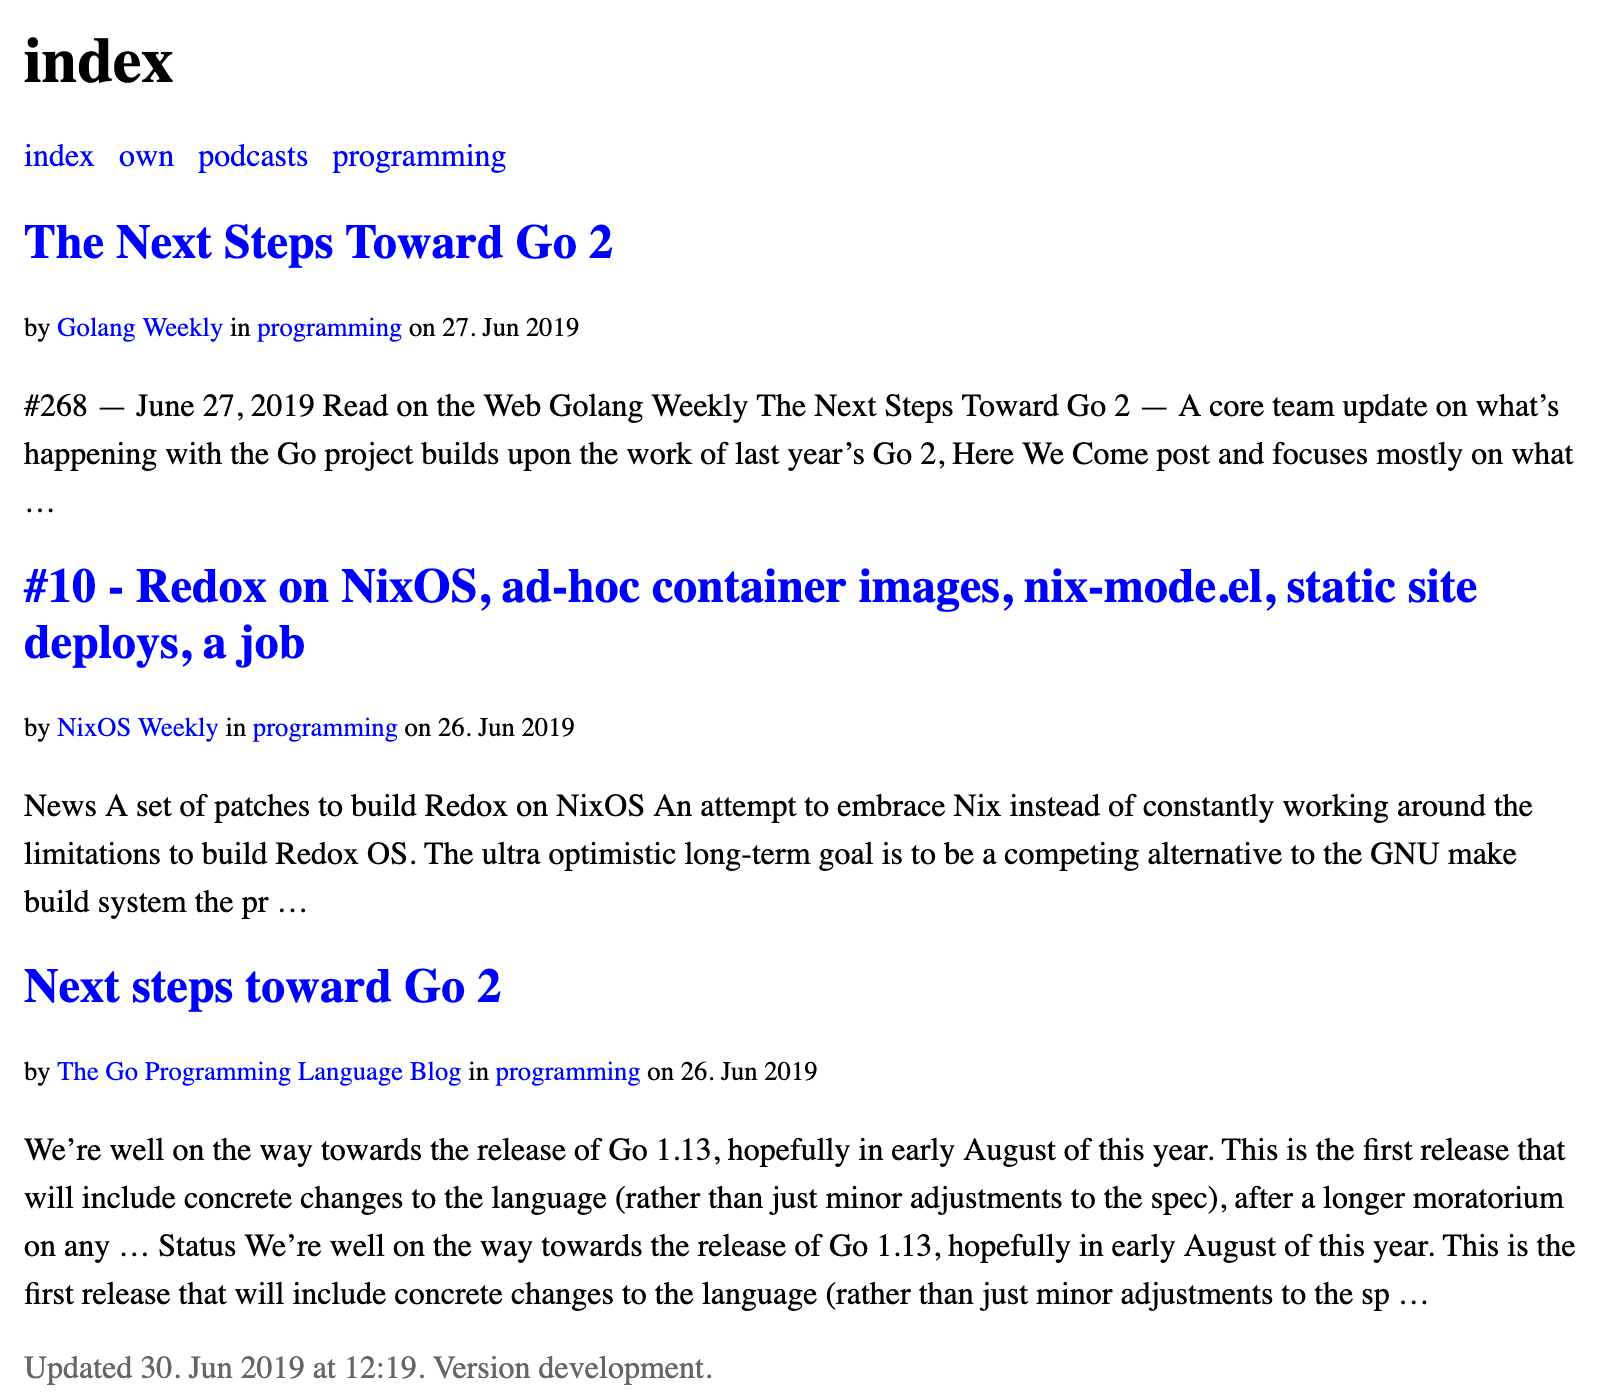 index
index own podcasts programming
The Next Steps Toward Go 2
by Golang Weekly in programming on 27. Jun 2019
#268 — June 27, 2019 Read on the Web Golang Weekly The Next Steps Toward Go 2 — A core team update on what’s
happening with the Go project builds upon the work of last year’s Go 2, Here We Come post and focuses mostly on what
…
#10 - Redox on NixOS, ad-hoc container images, nix-mode.el, static site
deploys, a job
by NixOS Weekly in programming on 26. Jun 2019
News A set of patches to build Redox on NixOS An attempt to embrace Nix instead of constantly working around the
limitations to build Redox OS. The ultra optimistic long-term goal is to be a competing alternative to the GNU make
build system the pr …
Next steps toward Go 2
by The Go Programming Language Blog in programming on 26. Jun 2019
We’re well on the way towards the release of Go 1.13, hopefully in early August of this year. This is the first release that
will include concrete changes to the language (rather than just minor adjustments to the spec), after a longer moratorium
on any … Status We’re well on the way towards the release of Go 1.13, hopefully in early August of this year. This is the
first release that will include concrete changes to the language (rather than just minor adjustments to the sp …
Updated 30. Jun 2019 at 12:19. Version development.